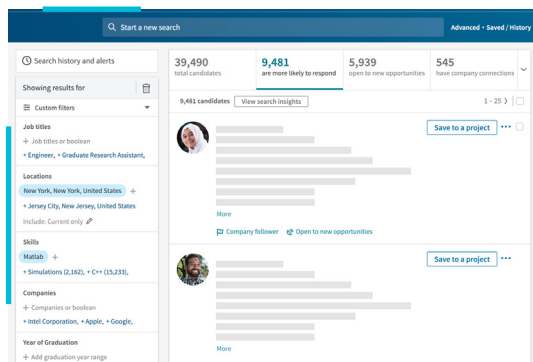 Start a new search
Advanced • Saved / History
Search history and alerts
Showing results for
Custom filters
Job titles
+ Job titles or boolean
+ Engineer, + Graduate Research Assistant,
Locations
New York, New York, United States +
+ Jersey City, New Jersey, United States
Include: Current only
Skills
Matlab +
+ Simulations (2,162), + C++ (15,233),
Companies
+ Companies or boolean
+ Intel Corporation, + Apple, + Google,
Year of Graduation
+ Add graduation year range
39,490
total candidates
9,481
are more likely to respond
5,939
open to new opportunities
545
have company connections
9,481 candidates View search insights 1 - 25
Save to a project
More
Company follower Open to new opportunities
Save to a project
More